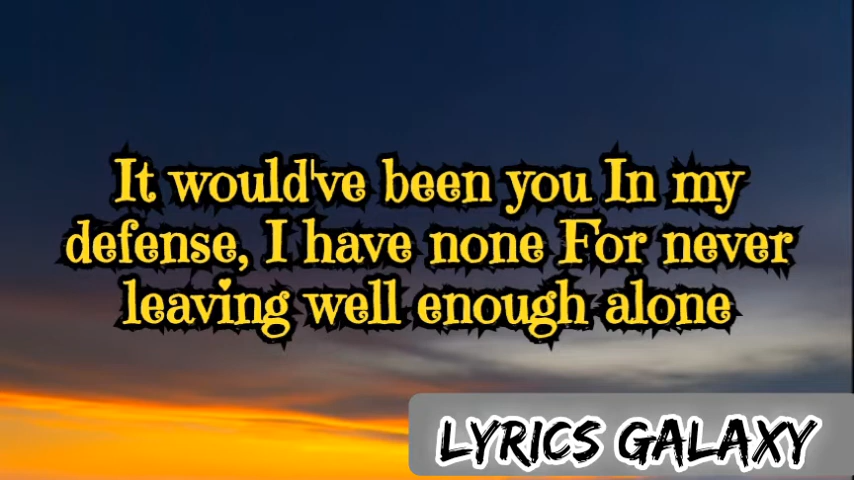 It would've been you In my
defense, I have none For never
leaving well enough alone
LYRICS GALAXY